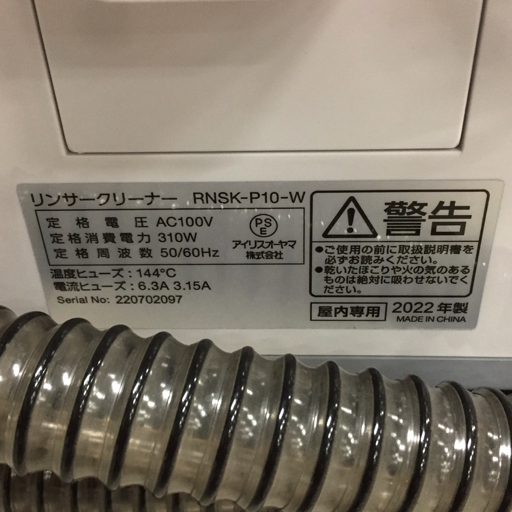 リンサークリーナー RNSK-P10-W
定格電圧 AC100V
定格消費電力 310W
定格周波数 50/60Hz
PS
E
アイリスオーヤマ
株式会社
温度ヒューズ：144°C
電流ヒューズ：6.3A 3.15A
Serial No: 220702097
警告
●ご使用の前に取扱説明書を
必ずお読みください。
●乾いたほこりや火の気のある
ものは絶対に吸わせないでく
ださい。
屋内専用
2022年製
MADE IN CHINA